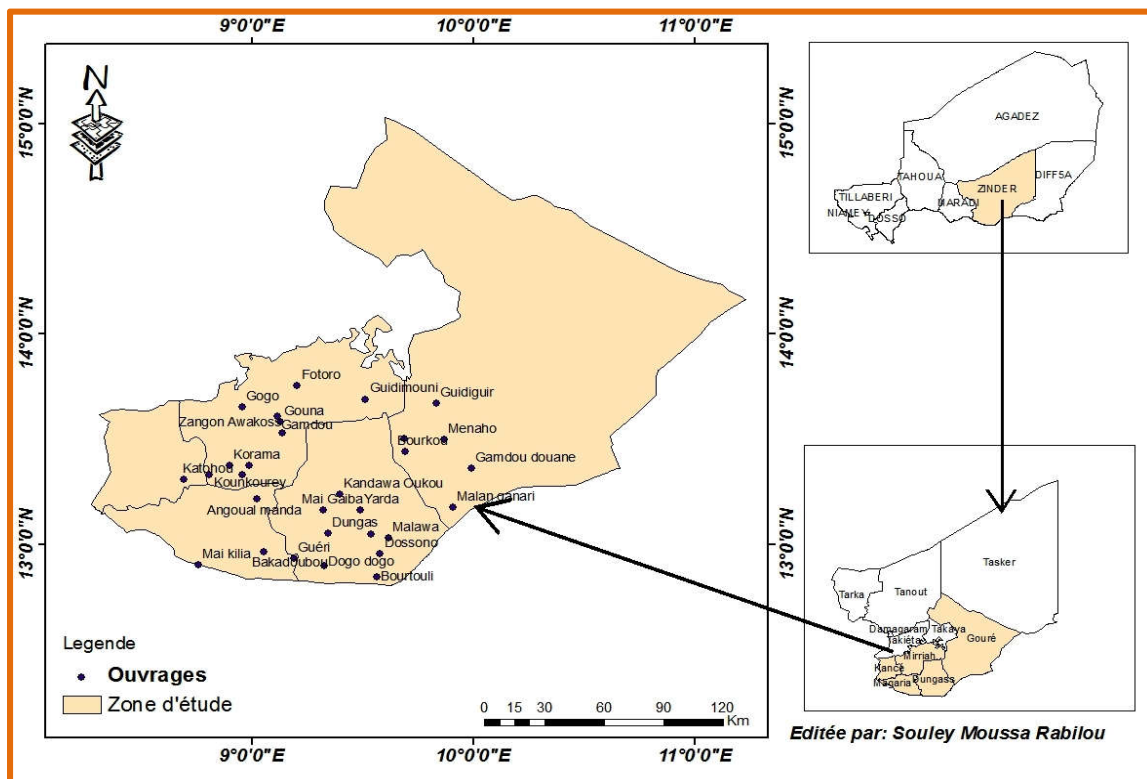 9°0'0"E 10°0'0"E 11°0'0"E
N
15°0'0"N
14°0'0"N
13°0'0"N
15°0'0"N
14°0'0"N
13°0'0"N
Fotoro
Guidimouni
Guidiguir
Gogo
Gouna
Zangon Awakoss
Gamdou
Menaho
Bourkou
Korama
Gamdou douane
Katohou
Kounkourey
Kandawa Oukou
Angoual manda
Mai Gaiba
Yarda
Malan ganari
Dungas
Malawa
Dossono
Mai kilia
Guéri
Bakadoubou
Dogo dogo
Bourtouli
Legende
Ouvrages
Zone d'étude
0 15 30 60 90 120
Km
9°0'0"E 10°0'0"E 11°0'0"E
AGADEZ
TAHOUA
DIFFSA
ZINDER
TILLABERI
MARADI
NIAMEY
DOSSO
Tasker
Tarka
Tanout
Damagaram
Takaya
Takiéta
Gouré
Mirriah
Kancé
Dungass
Magaria
Editée par: Souley Moussa Rabilou